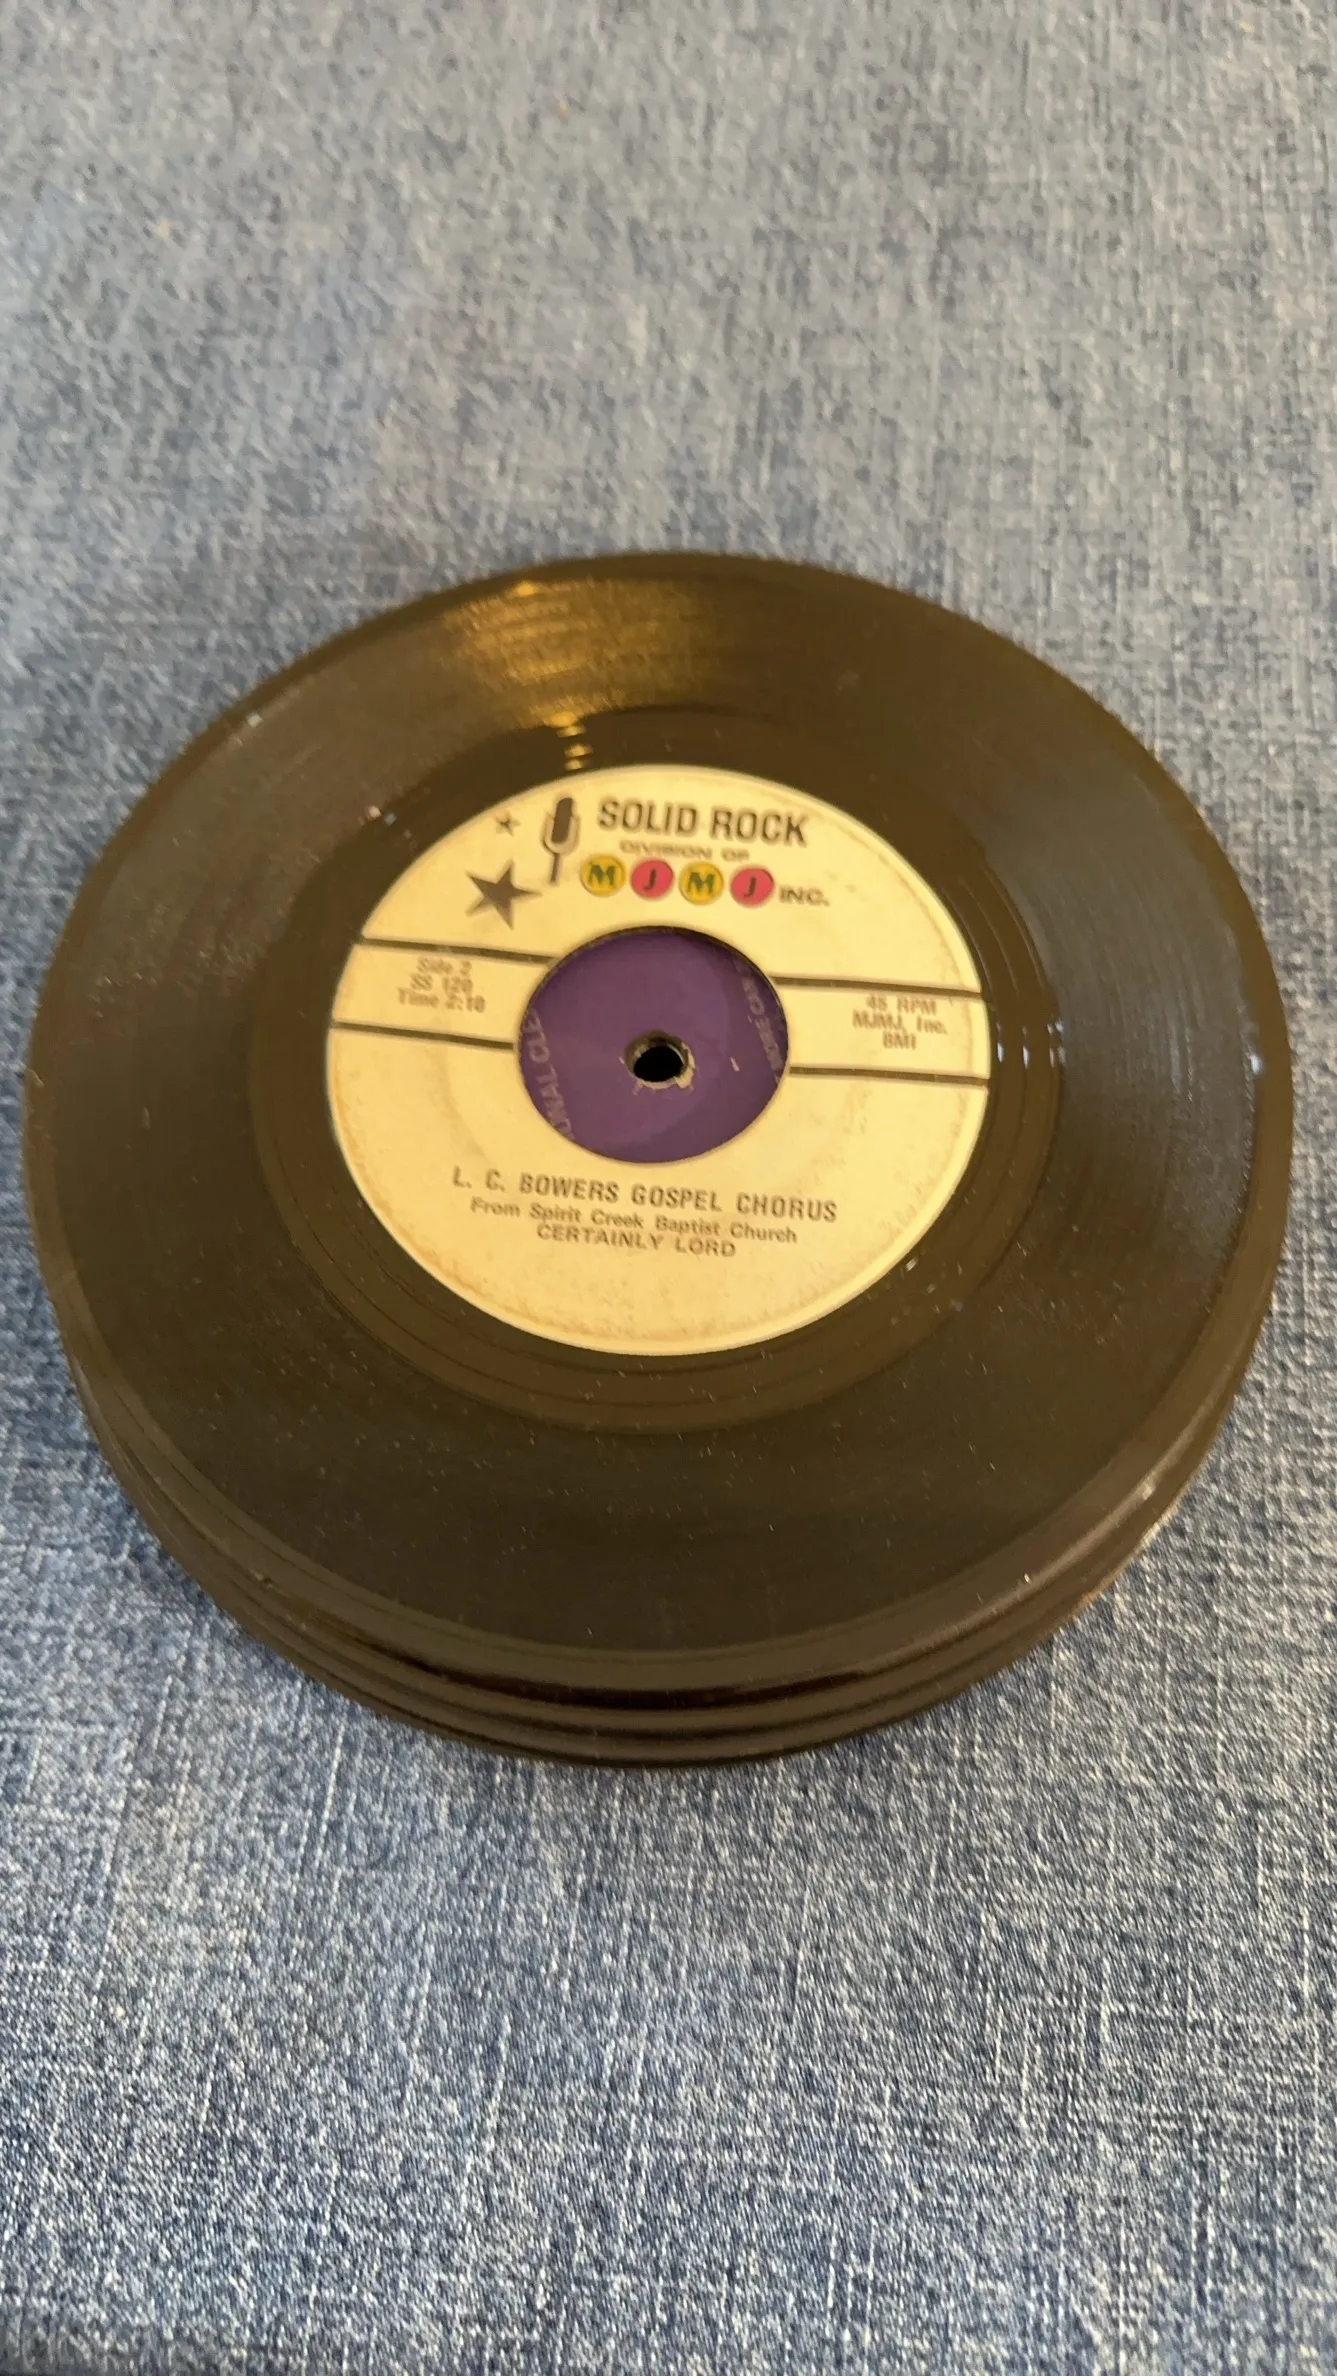 SOLID ROCK
DIVISION OF
M J M J INC.
Side 2
SS 120
Time 2:10
45 RPM
MJMJ, Inc.
BMI
L. C. BOWERS GOSPEL CHORUS
From Spirit Creek Baptist Church
CERTAINLY LORD